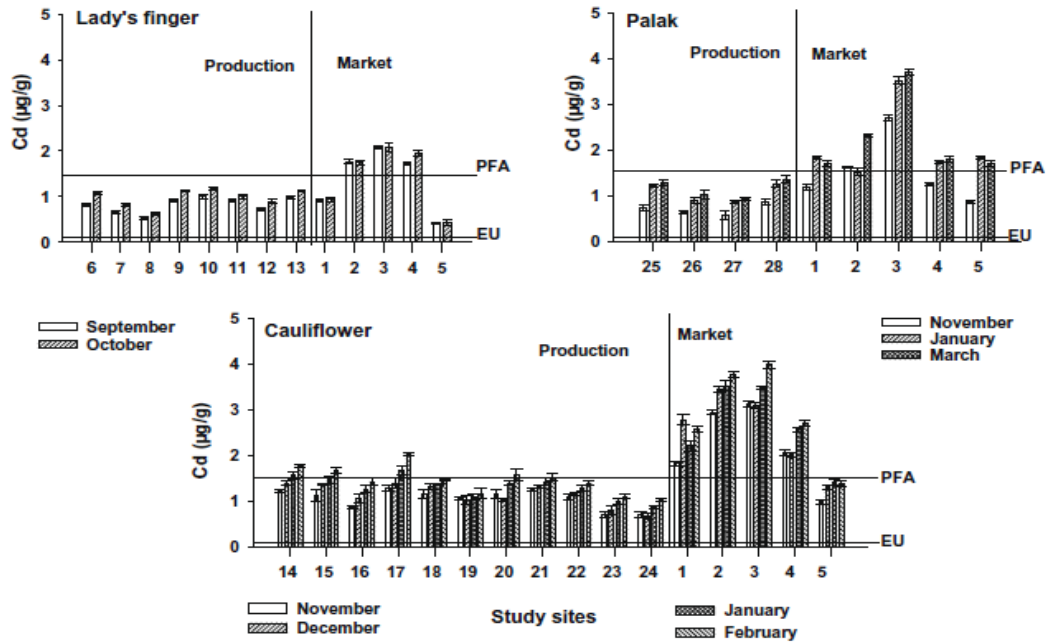 Lady's finger
Production
Market
Cd (µg/g)
5
4
3
2
1
0
PFA
EU
6 7 8 9 10 11 12 13 1 2 3 4 5
September
October
Palak
Production
Market
Cd (µg/g)
5
4
3
2
1
0
PFA
EU
25 26 27 28 1 2 3 4 5
November
January
March
Cauliflower
Production
Market
Cd (µg/g)
5
4
3
2
1
0
PFA
EU
14 15 16 17 18 19 20 21 22 23 24 1 2 3 4 5
Study sites
November
December
January
February